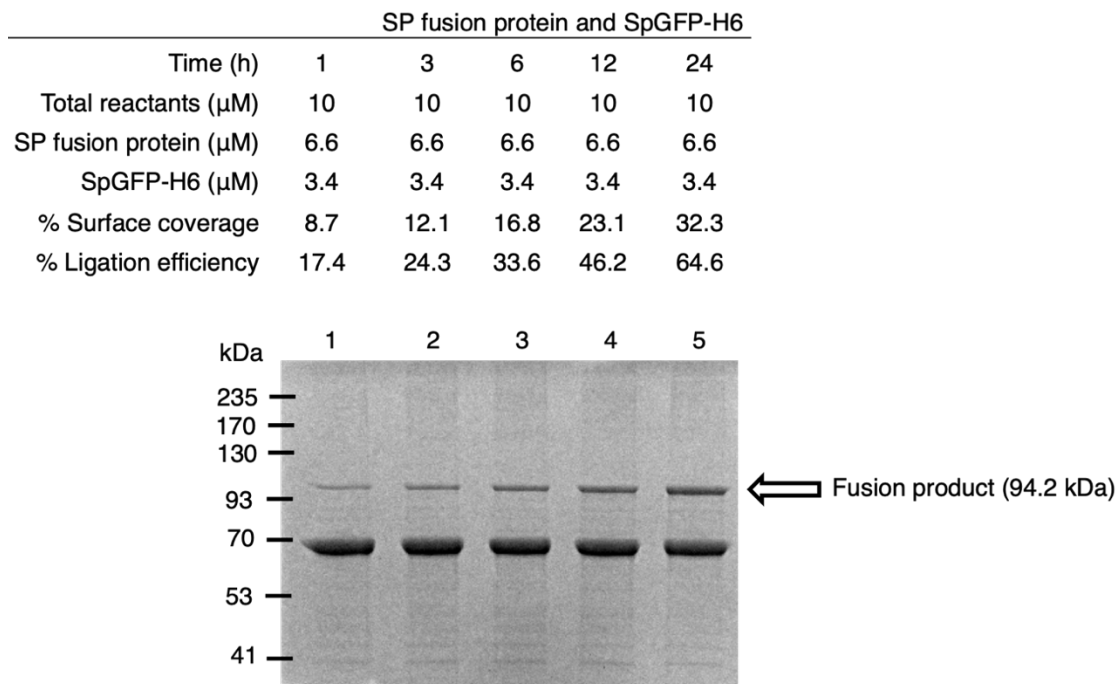 SP fusion protein and SpGFP-H6
Time (h) 1 3 6 12 24
Total reactants (µM) 10 10 10 10 10
SP fusion protein (µM) 6.6 6.6 6.6 6.6 6.6
SpGFP-H6 (µM) 3.4 3.4 3.4 3.4 3.4
% Surface coverage 8.7 12.1 16.8 23.1 32.3
% Ligation efficiency 17.4 24.3 33.6 46.2 64.6
kDa 1 2 3 4 5
235
170
130
93 Fusion product (94.2 kDa)
70
53
41